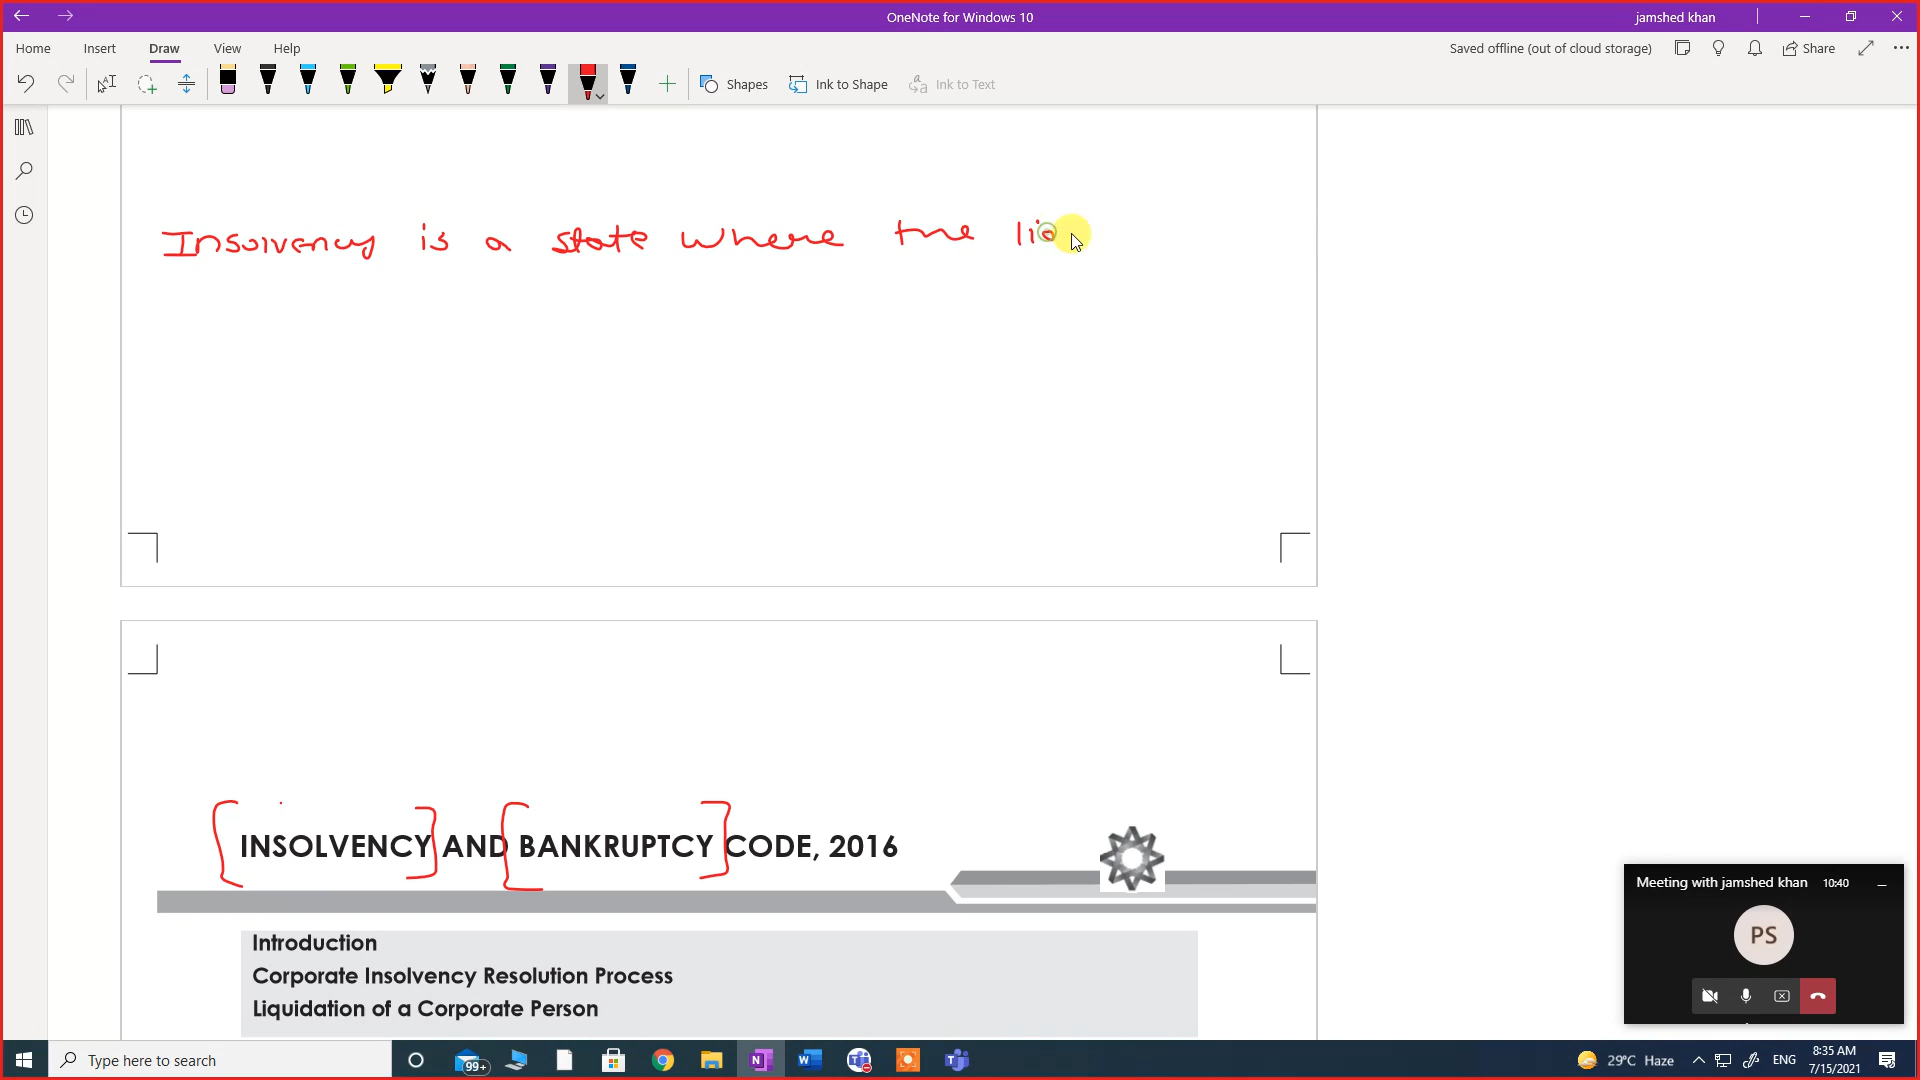 OneNote for Windows 10
jamshed khan
Home Insert Draw View Help
Saved offline (out of cloud storage)
Share
Shapes
Ink to Shape
Ink to Text
Insolvency is a state where the lia
INSOLVENCY AND BANKRUPTCY CODE, 2016
Introduction
Corporate Insolvency Resolution Process
Liquidation of a Corporate Person
Meeting with jamshed khan 10:40
PS
Type here to search
99+
29°C Haze
ENG
8:35 AM
7/15/2021